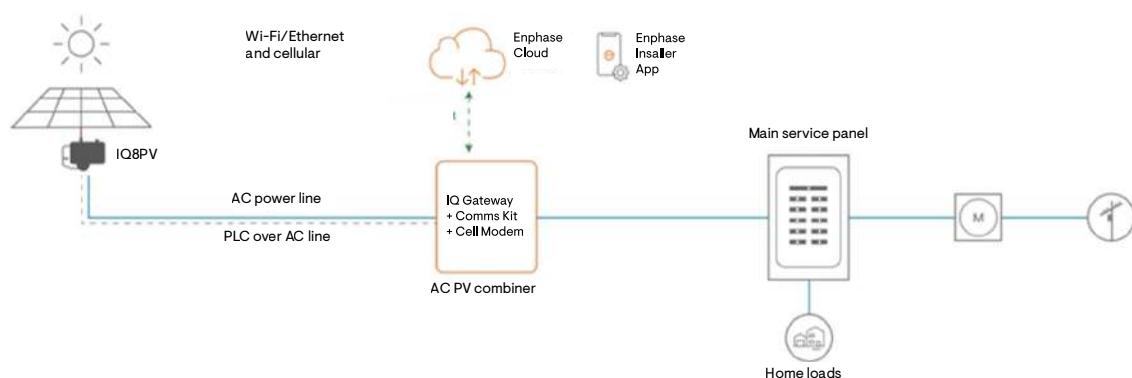 Wi-Fi/Ethernet
and cellular
Enphase
Cloud
Enphase
Insaller
App
IQ8PV
AC power line
PLC over AC line
IQ Gateway
+ Comms Kit
+ Cell Modem
AC PV combiner
Main service panel
M
Home loads